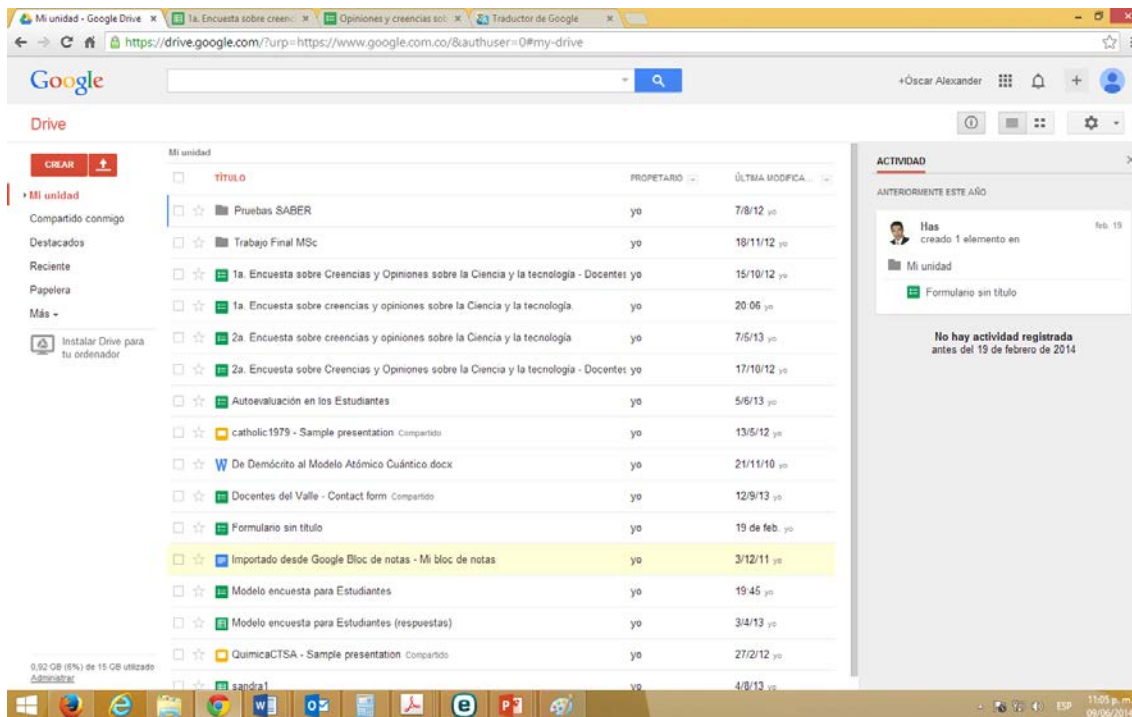 Mi unidad - Google Drive
1a. Encuesta sobre creenc
Opiniones y creencias sob
Traductor de Google
https://drive.google.com/?urp=https://www.google.com.co/&authuser=0#my-drive
Google
+Óscar Alexander
Drive
CREAR
Mi unidad
Compartido conmigo
Destacados
Reciente
Papelera
Más
Instalar Drive para
tu ordenador
0,92 GB (6%) de 15 GB utilizado
Administrar
Mi unidad
TÍTULO PROPIETARIO ÚLTIMA MODIFICA...
Pruebas SABER yo 7/8/12 yo
Trabajo Final MSc yo 18/11/12 yo
1a. Encuesta sobre Creencias y Opiniones sobre la Ciencia y la tecnología - Docentes yo 15/10/12 yo
1a. Encuesta sobre creencias y opiniones sobre la Ciencia y la tecnología. yo 20:06 yo
2a. Encuesta sobre creencias y opiniones sobre la Ciencia y la tecnología yo 7/5/13 yo
2a. Encuesta sobre Creencias y Opiniones sobre la Ciencia y la tecnología - Docentes yo 17/10/12 yo
Autoevaluación en los Estudiantes yo 5/6/13 yo
catholic1979 - Sample presentation Compartido yo 13/5/12 yo
De Demócrito al Modelo Atómico Cuántico.docx yo 21/11/10 yo
Docentes del Valle - Contact form Compartido yo 12/9/13 yo
Formulario sin título yo 19 de feb. yo
Importado desde Google Bloc de notas - Mi bloc de notas yo 3/12/11 yo
Modelo encuesta para Estudiantes yo 19:45 yo
Modelo encuesta para Estudiantes (respuestas) yo 3/4/13 yo
QuimicaCTSA - Sample presentation Compartido yo 27/2/12 yo
sandra1 yo 4/8/13 yo
ACTIVIDAD
ANTERIORMENTE ESTE AÑO
Has feb. 19
creado 1 elemento en
Mi unidad
Formulario sin título
No hay actividad registrada
antes del 19 de febrero de 2014
ESP
11:05 p. m.
09/06/2014